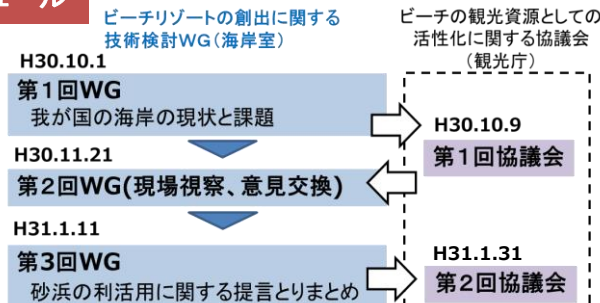 ュール
ビーチリゾートの創出に関する
技術検討WG(海岸室)
ビーチの観光資源としての
活性化に関する協議会
(観光庁)
H30.10.1
第1回WG
我が国の海岸の現状と課題
H30.10.9
第1回協議会
H30.11.21
第2回WG(現場視察、意見交換)
H31.1.11
第3回WG
砂浜の利活用に関する提言とりまとめ
H31.1.31
第2回協議会